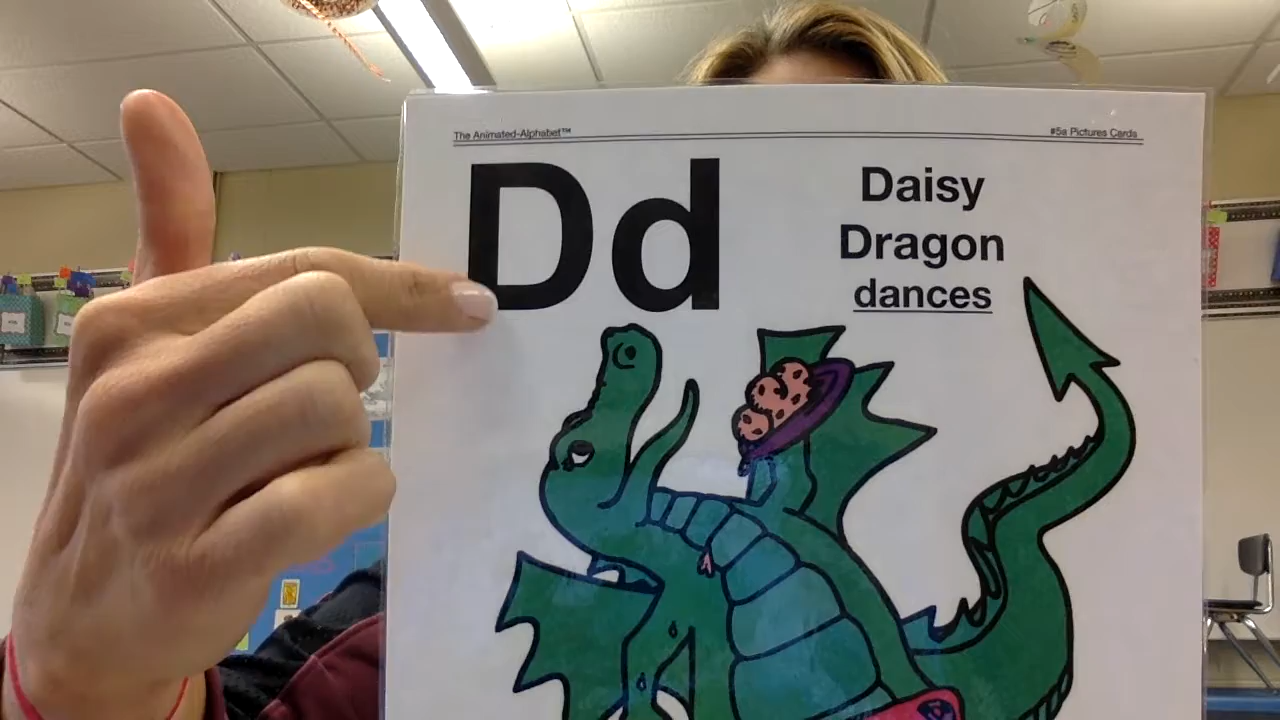 The Animated-Alphabet™
#5a Pictures Cards
Dd
Daisy
Dragon
dances